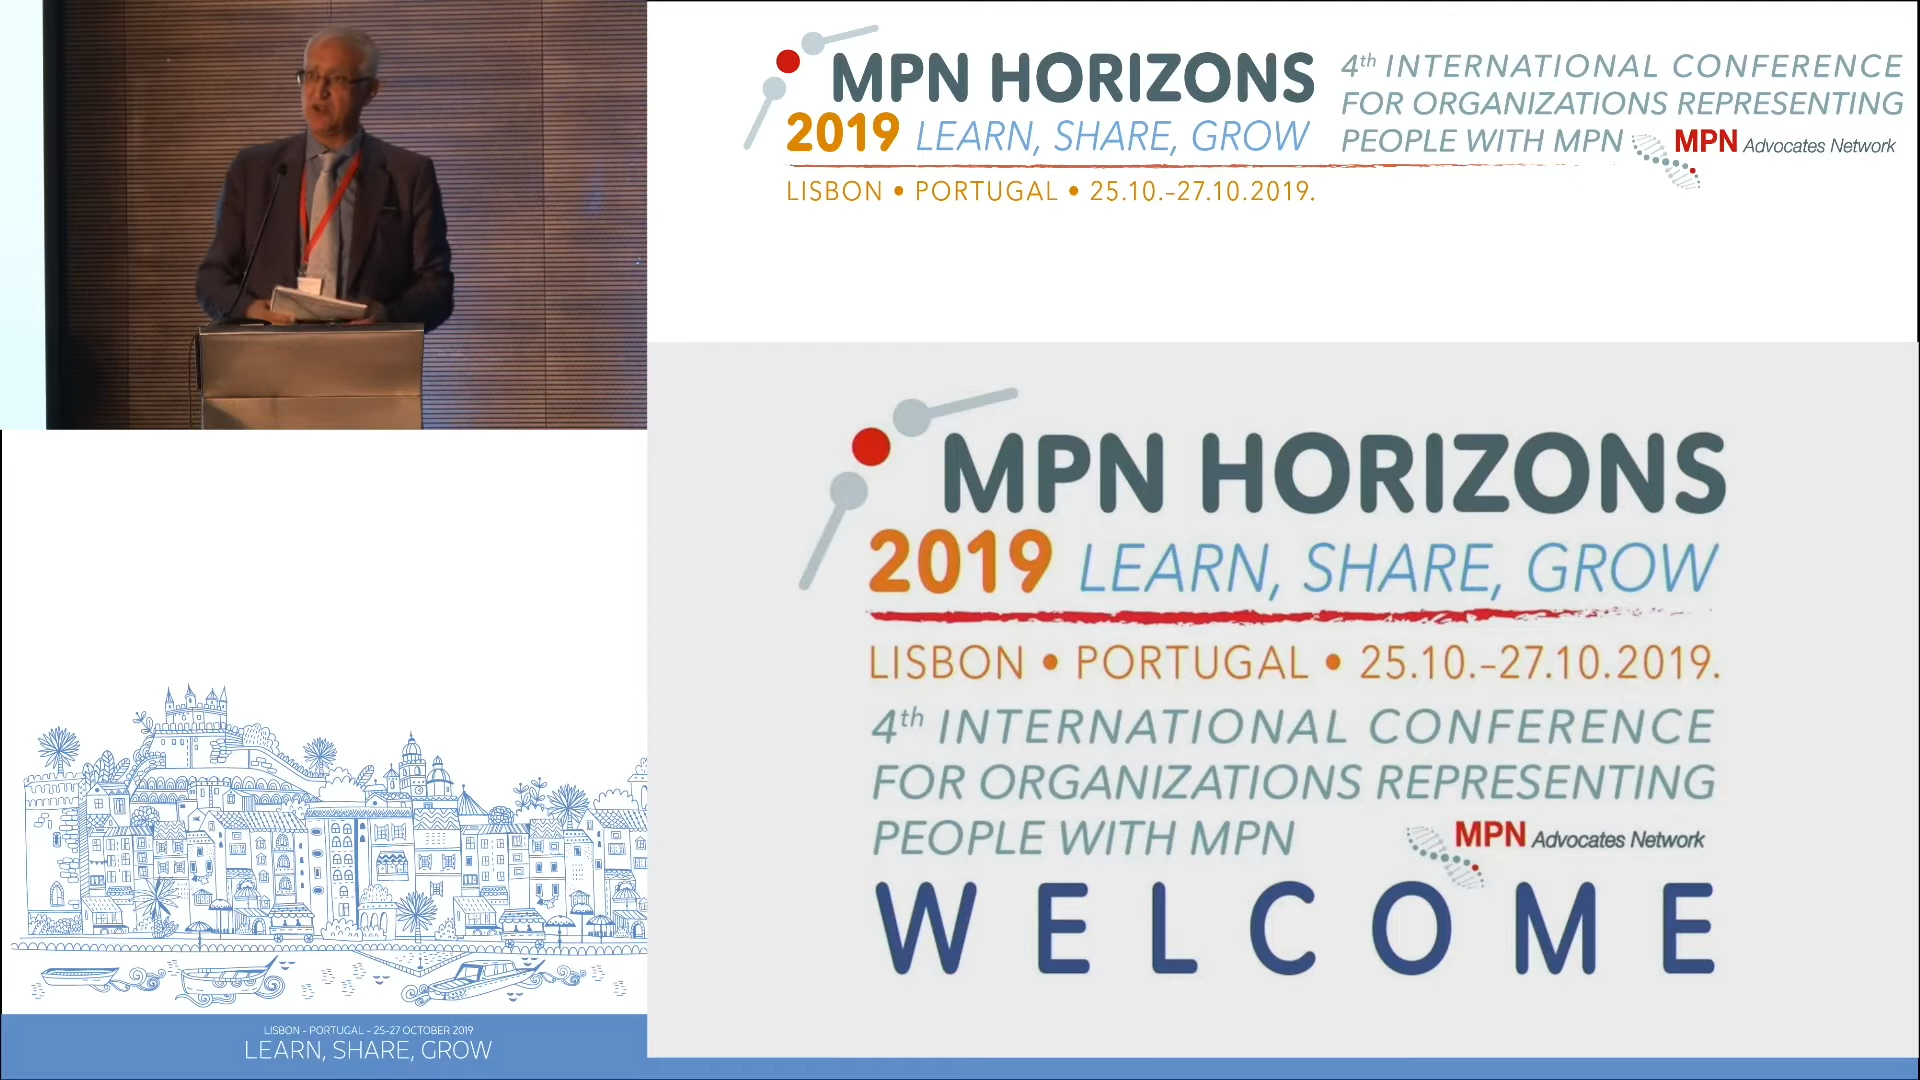 MPN HORIZONS
2019 LEARN, SHARE, GROW
LISBON • PORTUGAL • 25.10.-27.10.2019.
4th INTERNATIONAL CONFERENCE
FOR ORGANIZATIONS REPRESENTING
PEOPLE WITH MPN
MPN Advocates Network
MPN HORIZONS
2019 LEARN, SHARE, GROW
LISBON • PORTUGAL • 25.10.-27.10.2019.
4th INTERNATIONAL CONFERENCE
FOR ORGANIZATIONS REPRESENTING
PEOPLE WITH MPN
MPN Advocates Network
WELCOME
LISBON - PORTUGAL - 25-27 OCTOBER 2019
LEARN, SHARE, GROW